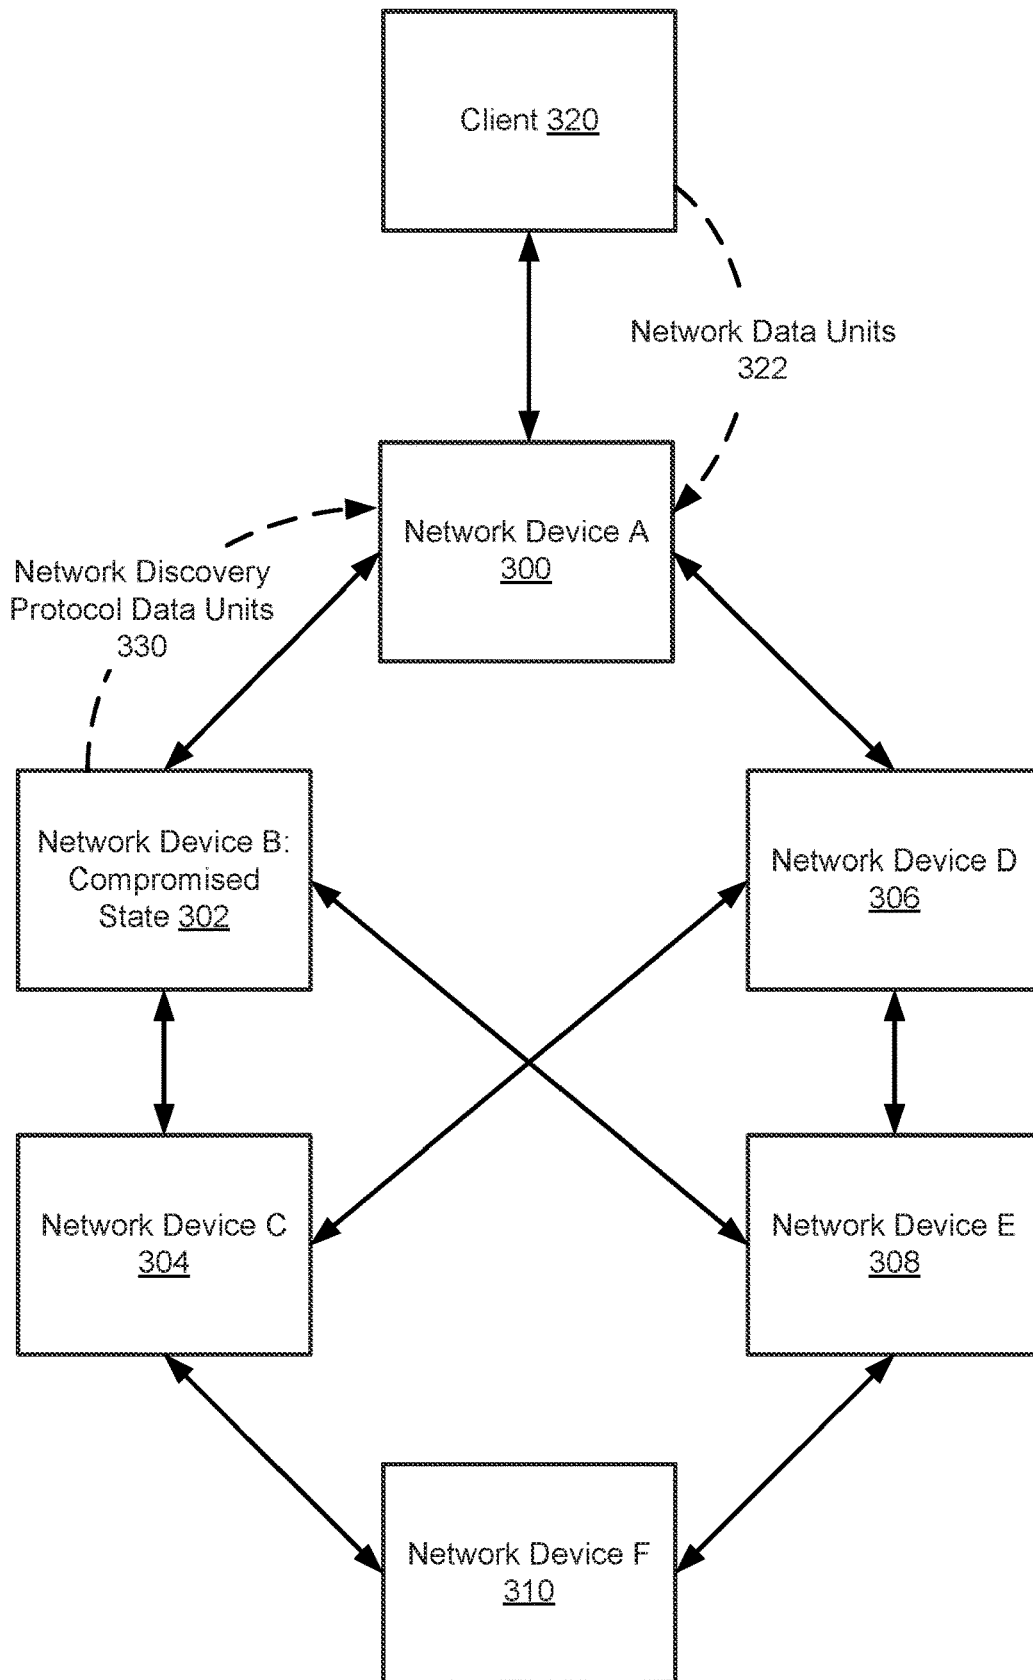 Client 320
Network Data Units
322
Network Device A
300
Network Discovery
Protocol Data Units
330
Network Device B:
Compromised
State 302
Network Device D
306
Network Device C
304
Network Device E
308
Network Device F
310